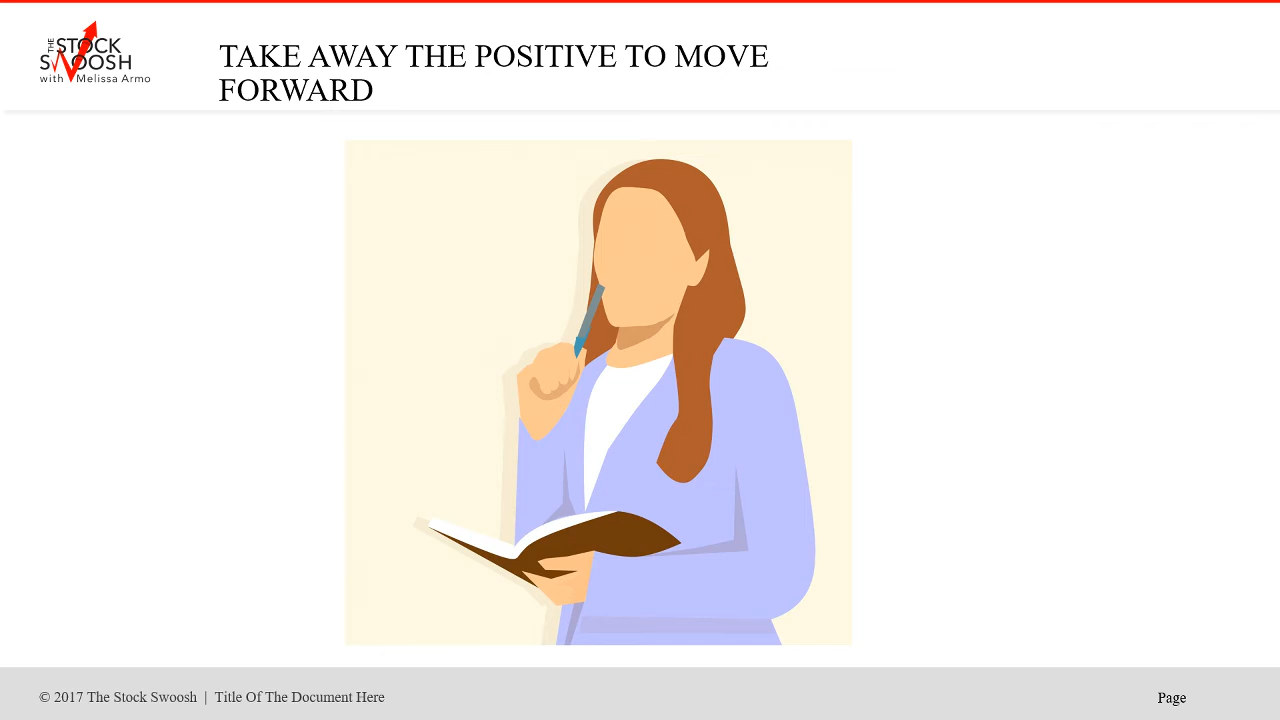 THE STOCK
SWOOSH
with Melissa Armo
TAKE AWAY THE POSITIVE TO MOVE
FORWARD
© 2017 The Stock Swoosh | Title Of The Document Here
Page